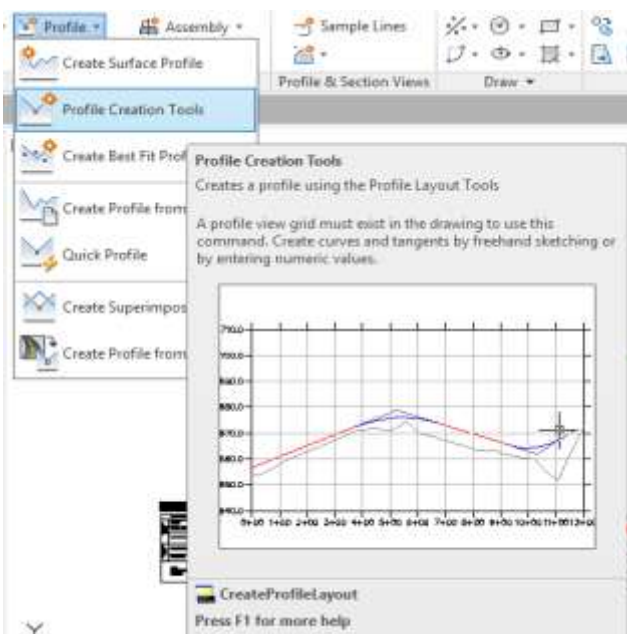 Profile
Assembly
Sample Lines
Profile & Section Views
Draw
Create Surface Profile
Profile Creation Tools
Create Best Fit Prof
Create Profile from
Quick Profile
Create Superimpos
Create Profile from
Profile Creation Tools
Creates a profile using the Profile Layout Tools
A profile view grid must exist in the drawing to use this
command. Create curves and tangents by freehand sketching or
by entering numeric values.
CreateProfileLayout
Press F1 for more help